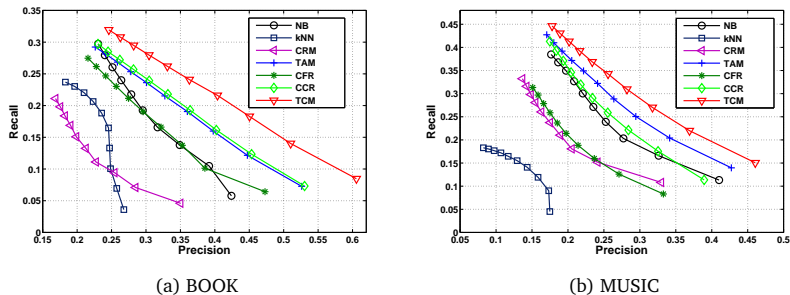 0.35
0.3
0.25
0.2
0.15
0.1
0.05
0
Recall
0.15 0.2 0.25 0.3 0.35 0.4 0.45 0.5 0.55 0.6
Precision
NB
kNN
CRM
TAM
CFR
CCR
TCM
(a) BOOK
0.45
0.4
0.35
0.3
0.25
0.2
0.15
0.1
0.05
0
Recall
0.05 0.1 0.15 0.2 0.25 0.3 0.35 0.4 0.45 0.5
Precision
NB
kNN
CRM
TAM
CFR
CCR
TCM
(b) MUSIC